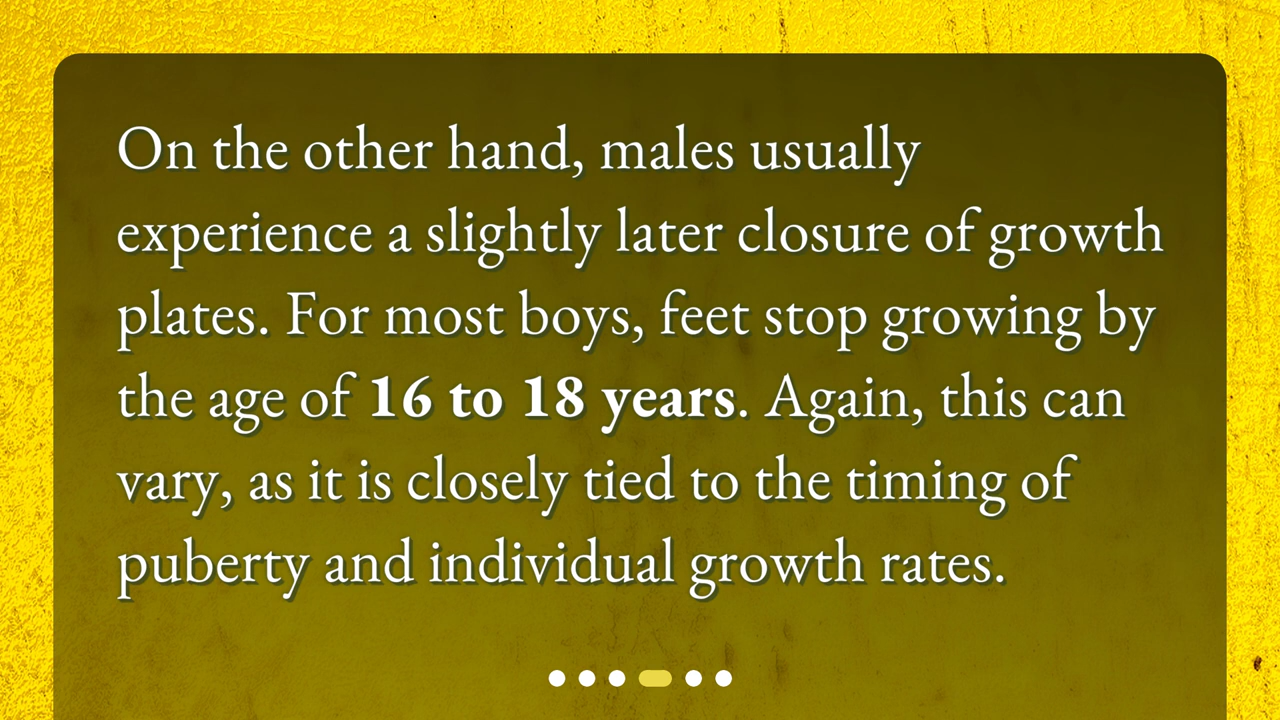 On the other hand, males usually
experience a slightly later closure of growth
plates. For most boys, feet stop growing by
the age of 16 to 18 years. Again, this can
vary, as it is closely tied to the timing of
puberty and individual growth rates.